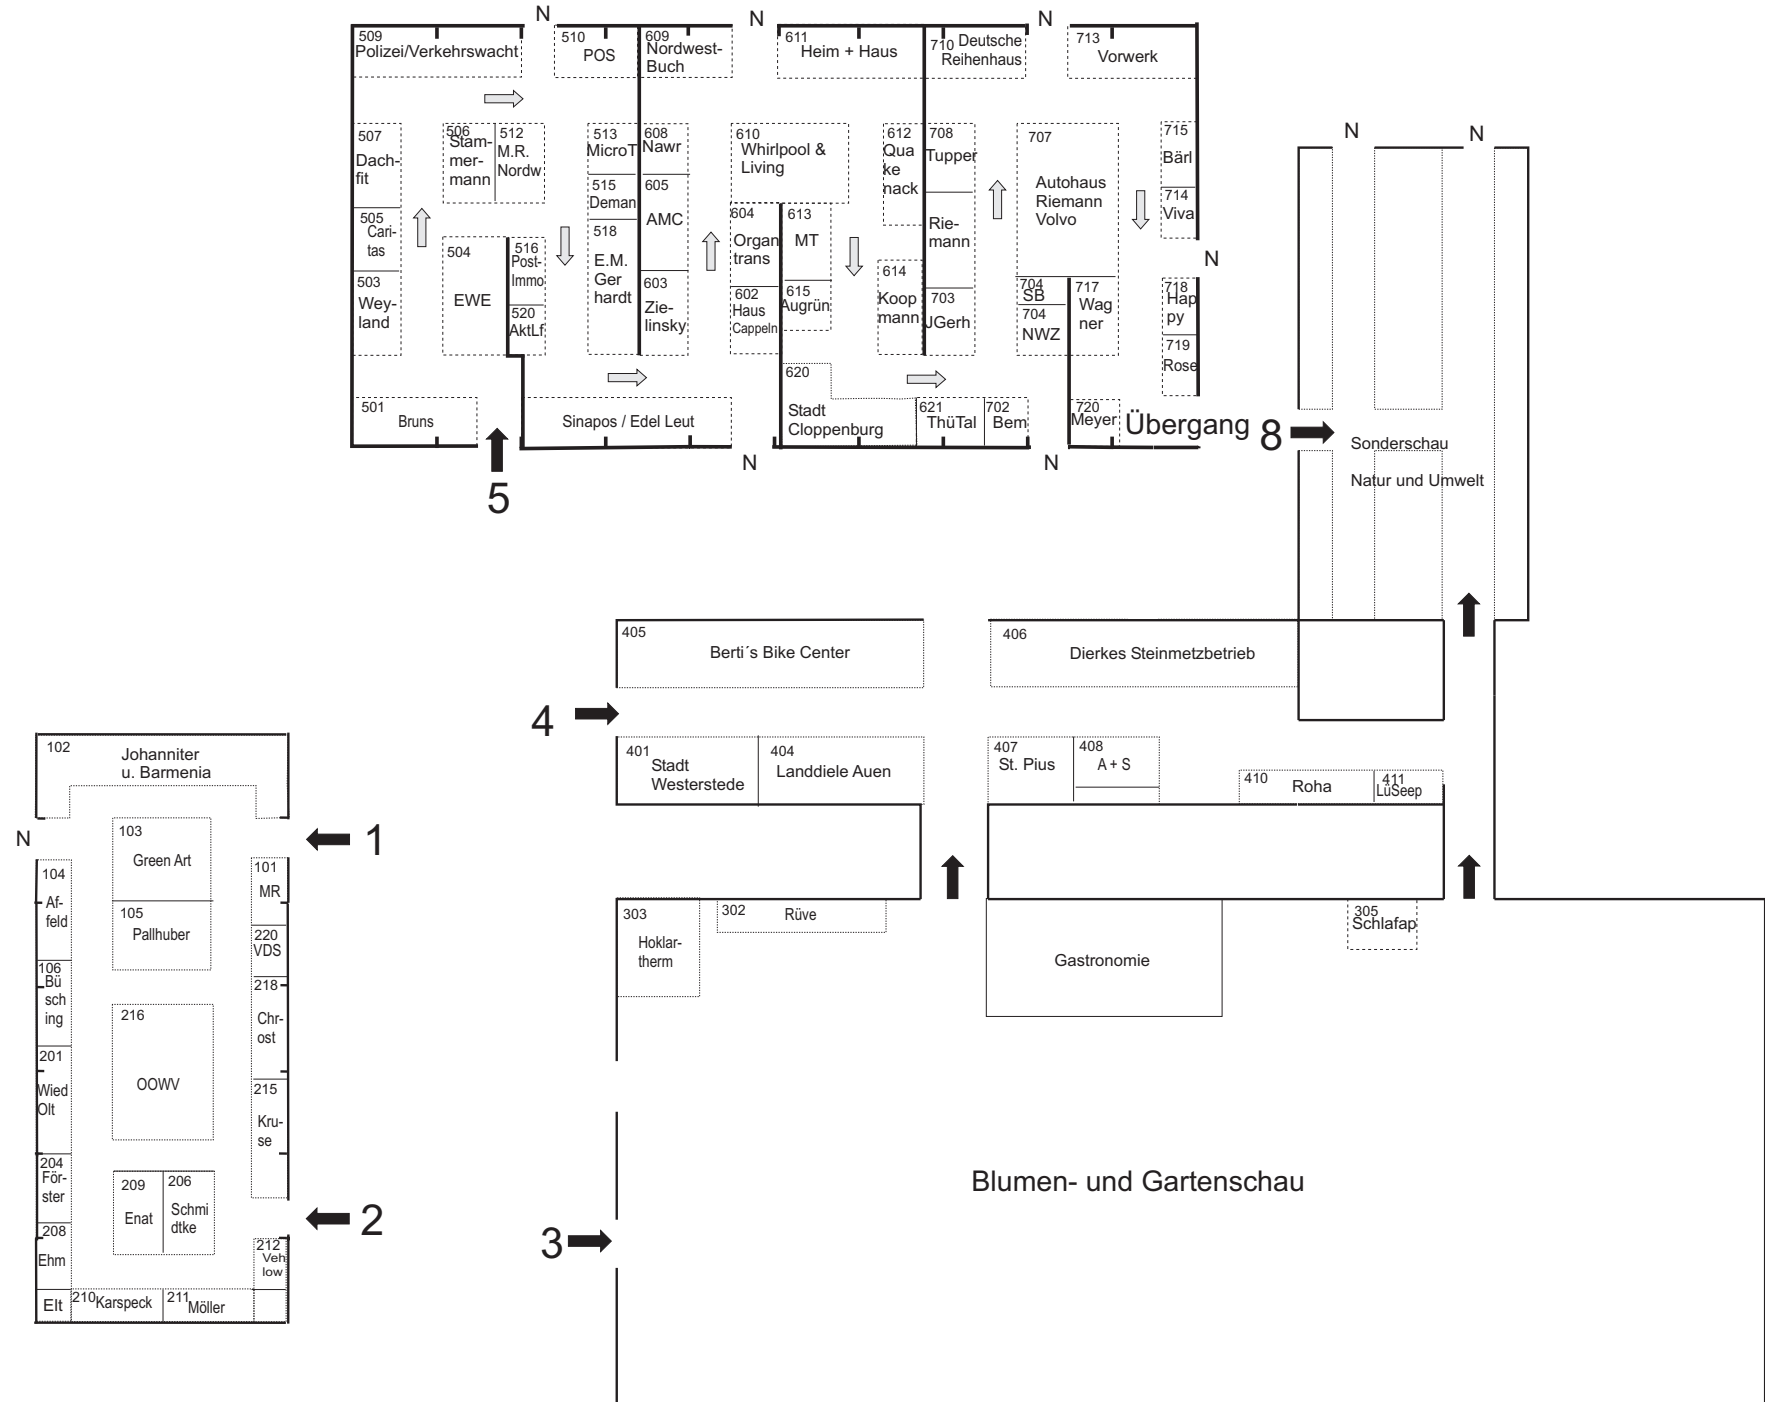 N
N
N
509
Polizei/Verkehrswacht
510
POS
609
Nordwest-
Buch
611
Heim + Haus
710 Deutsche
Reihenhaus
713
Vorwerk
507
Dach-
fit
506
Stam-
mer-
mann
512
M.R.
Nordw
513
MicroT
608
Nawr
610
Whirlpool &
Living
612
Qua
ke
nack
708
Tupper
707
Autohaus
Riemann
Volvo
715
Bärl
714
Viva
505
Cari-
tas
503
Wey-
land
504
EWE
516
Post-
Immo
520
AktLf
515
Deman
518
E.M.
Ger
hardt
605
AMC
603
Zie-
linsky
604
Organ
trans
602
Haus
Cappeln
613
MT
615
Augrün
614
Koop
mann
Rie-
mann
703
JGerh
704
SB
704
NWZ
717
Wag
ner
N
718
Hap
py
719
Rose
501
Bruns
Sinapos / Edel Leut
620
Stadt
Cloppenburg
621
ThüTal
702
Bem
720
Meyer
Übergang 8
N
N
5
N
N
Sonderschau
Natur und Umwelt
405
Berti´s Bike Center
406
Dierkes Steinmetzbetrieb
4
401
Stadt
Westerstede
404
Landdiele Auen
407
St. Pius
408
A + S
410
Roha
411
LüSeep
303
Hoklar-
therm
302
Rüve
Gastronomie
305
Schlafap
3
Blumen- und Gartenschau
102
Johanniter
u. Barmenia
N
1
103
Green Art
104
Af-
feld
101
MR
105
Pallhuber
220
VDS
106
Bü
sch
ing
218
Chr-
ost
216
OOWV
201
Wied
Olt
215
Kru-
se
204
För-
ster
209
Enat
206
Schmi
dtke
2
208
Ehm
212
Veh
low
Elt
210
Karspeck
211
Möller